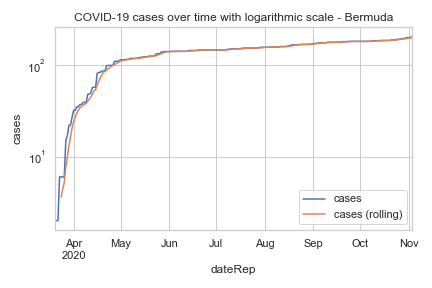 COVID-19 cases over time with logarithmic scale - Bermuda
cases
10²
10¹
cases
cases (rolling)
Apr May Jun Jul Aug Sep Oct Nov
2020
dateRep